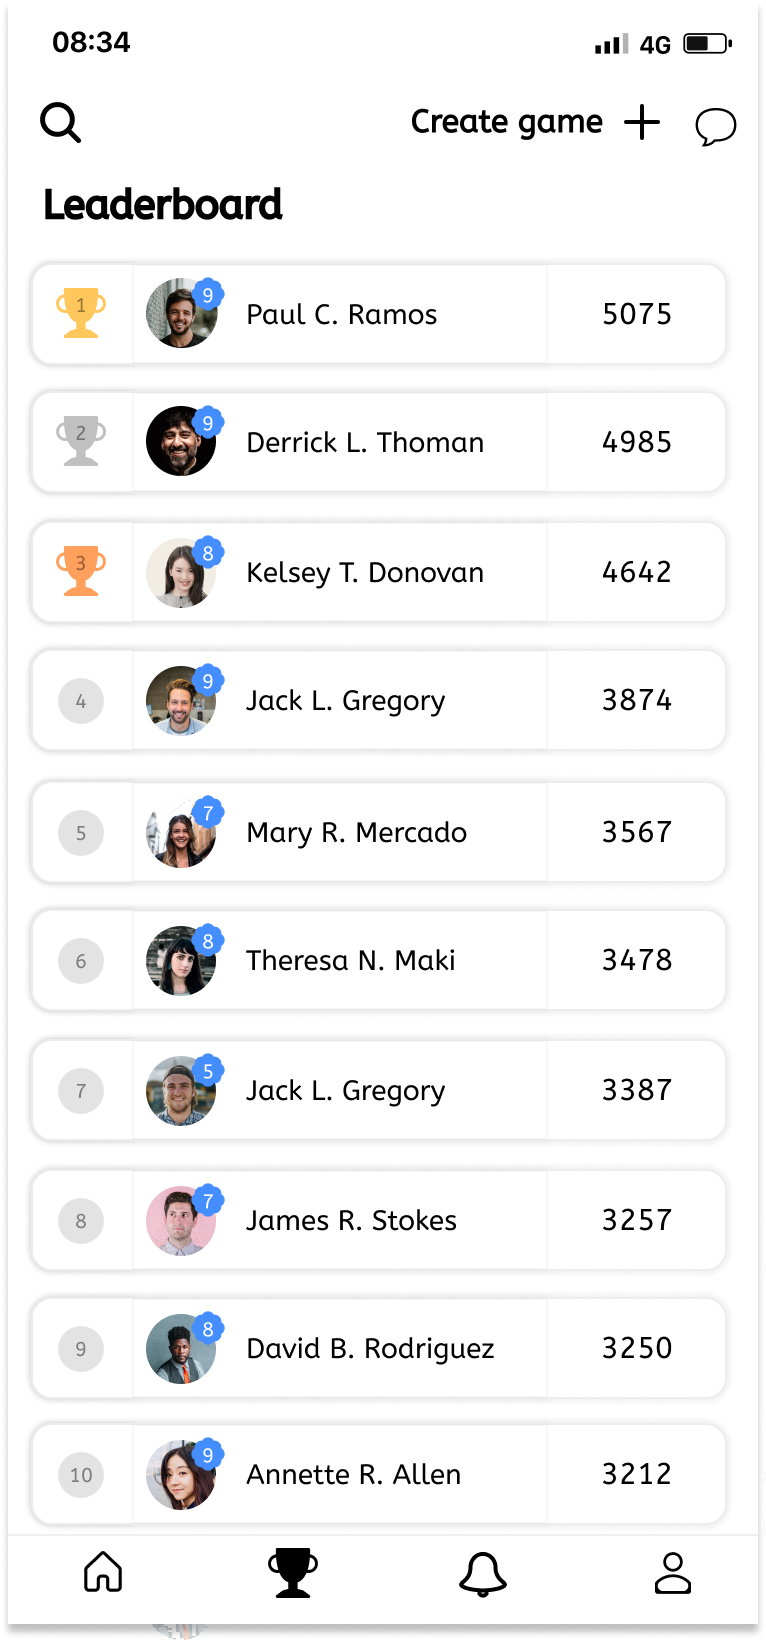 08:34 4G
Create game
Leaderboard
1 9 Paul C. Ramos 5075
2 9 Derrick L. Thoman 4985
3 8 Kelsey T. Donovan 4642
4 9 Jack L. Gregory 3874
5 7 Mary R. Mercado 3567
6 8 Theresa N. Maki 3478
7 5 Jack L. Gregory 3387
8 7 James R. Stokes 3257
9 8 David B. Rodriguez 3250
10 9 Annette R. Allen 3212